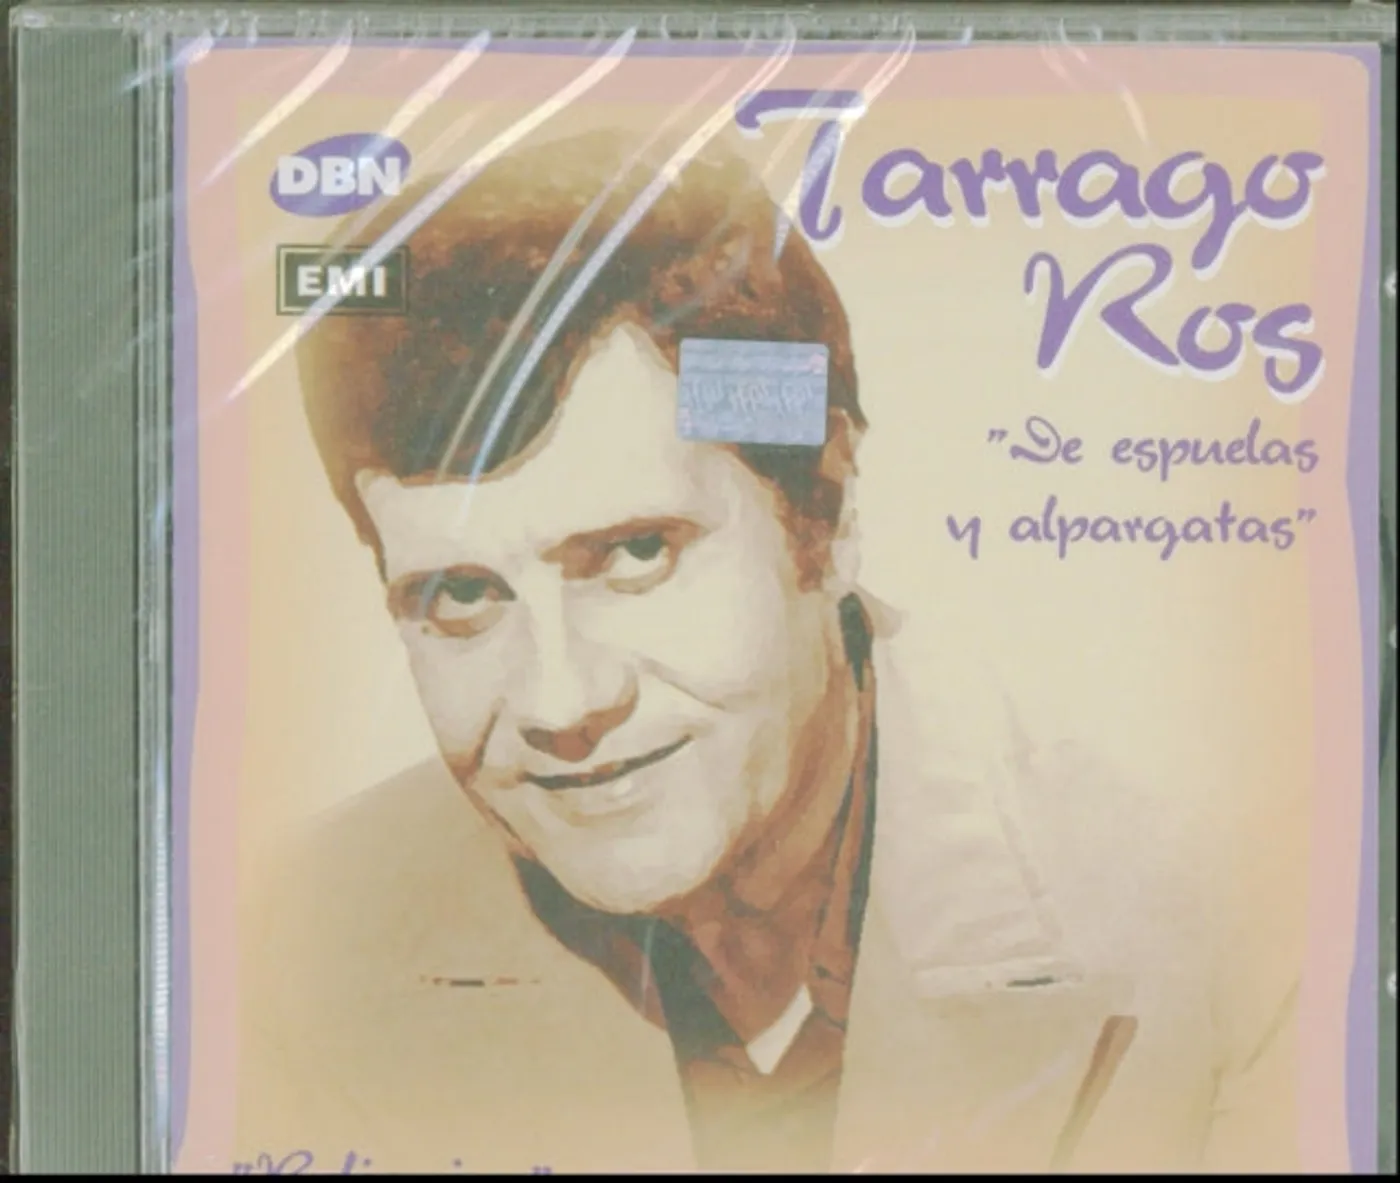 DBN
EMI
Tarrago
Ros
"De espuelas
y alpargatas"